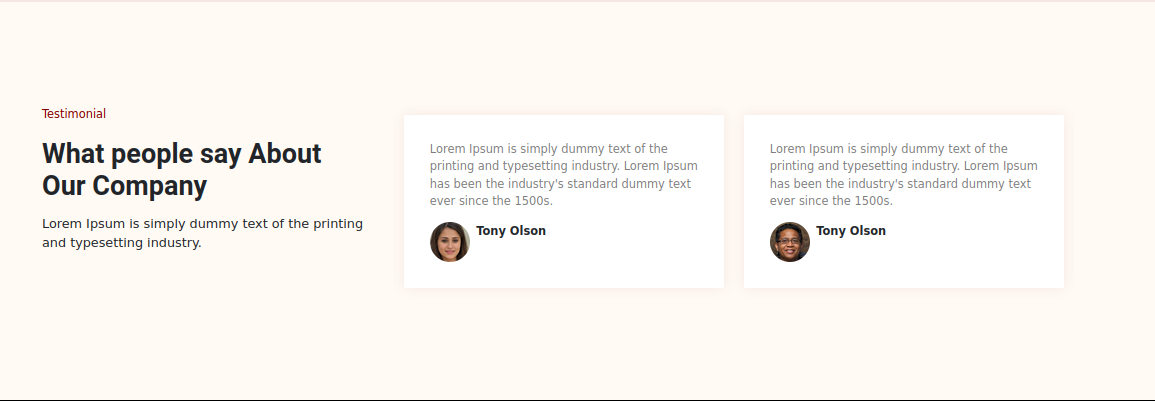 Testimonial
What people say About
Our Company
Lorem Ipsum is simply dummy text of the printing
and typesetting industry.
Lorem Ipsum is simply dummy text of the
printing and typesetting industry. Lorem Ipsum
has been the industry's standard dummy text
ever since the 1500s.
Tony Olson
Lorem Ipsum is simply dummy text of the
printing and typesetting industry. Lorem Ipsum
has been the industry's standard dummy text
ever since the 1500s.
Tony Olson